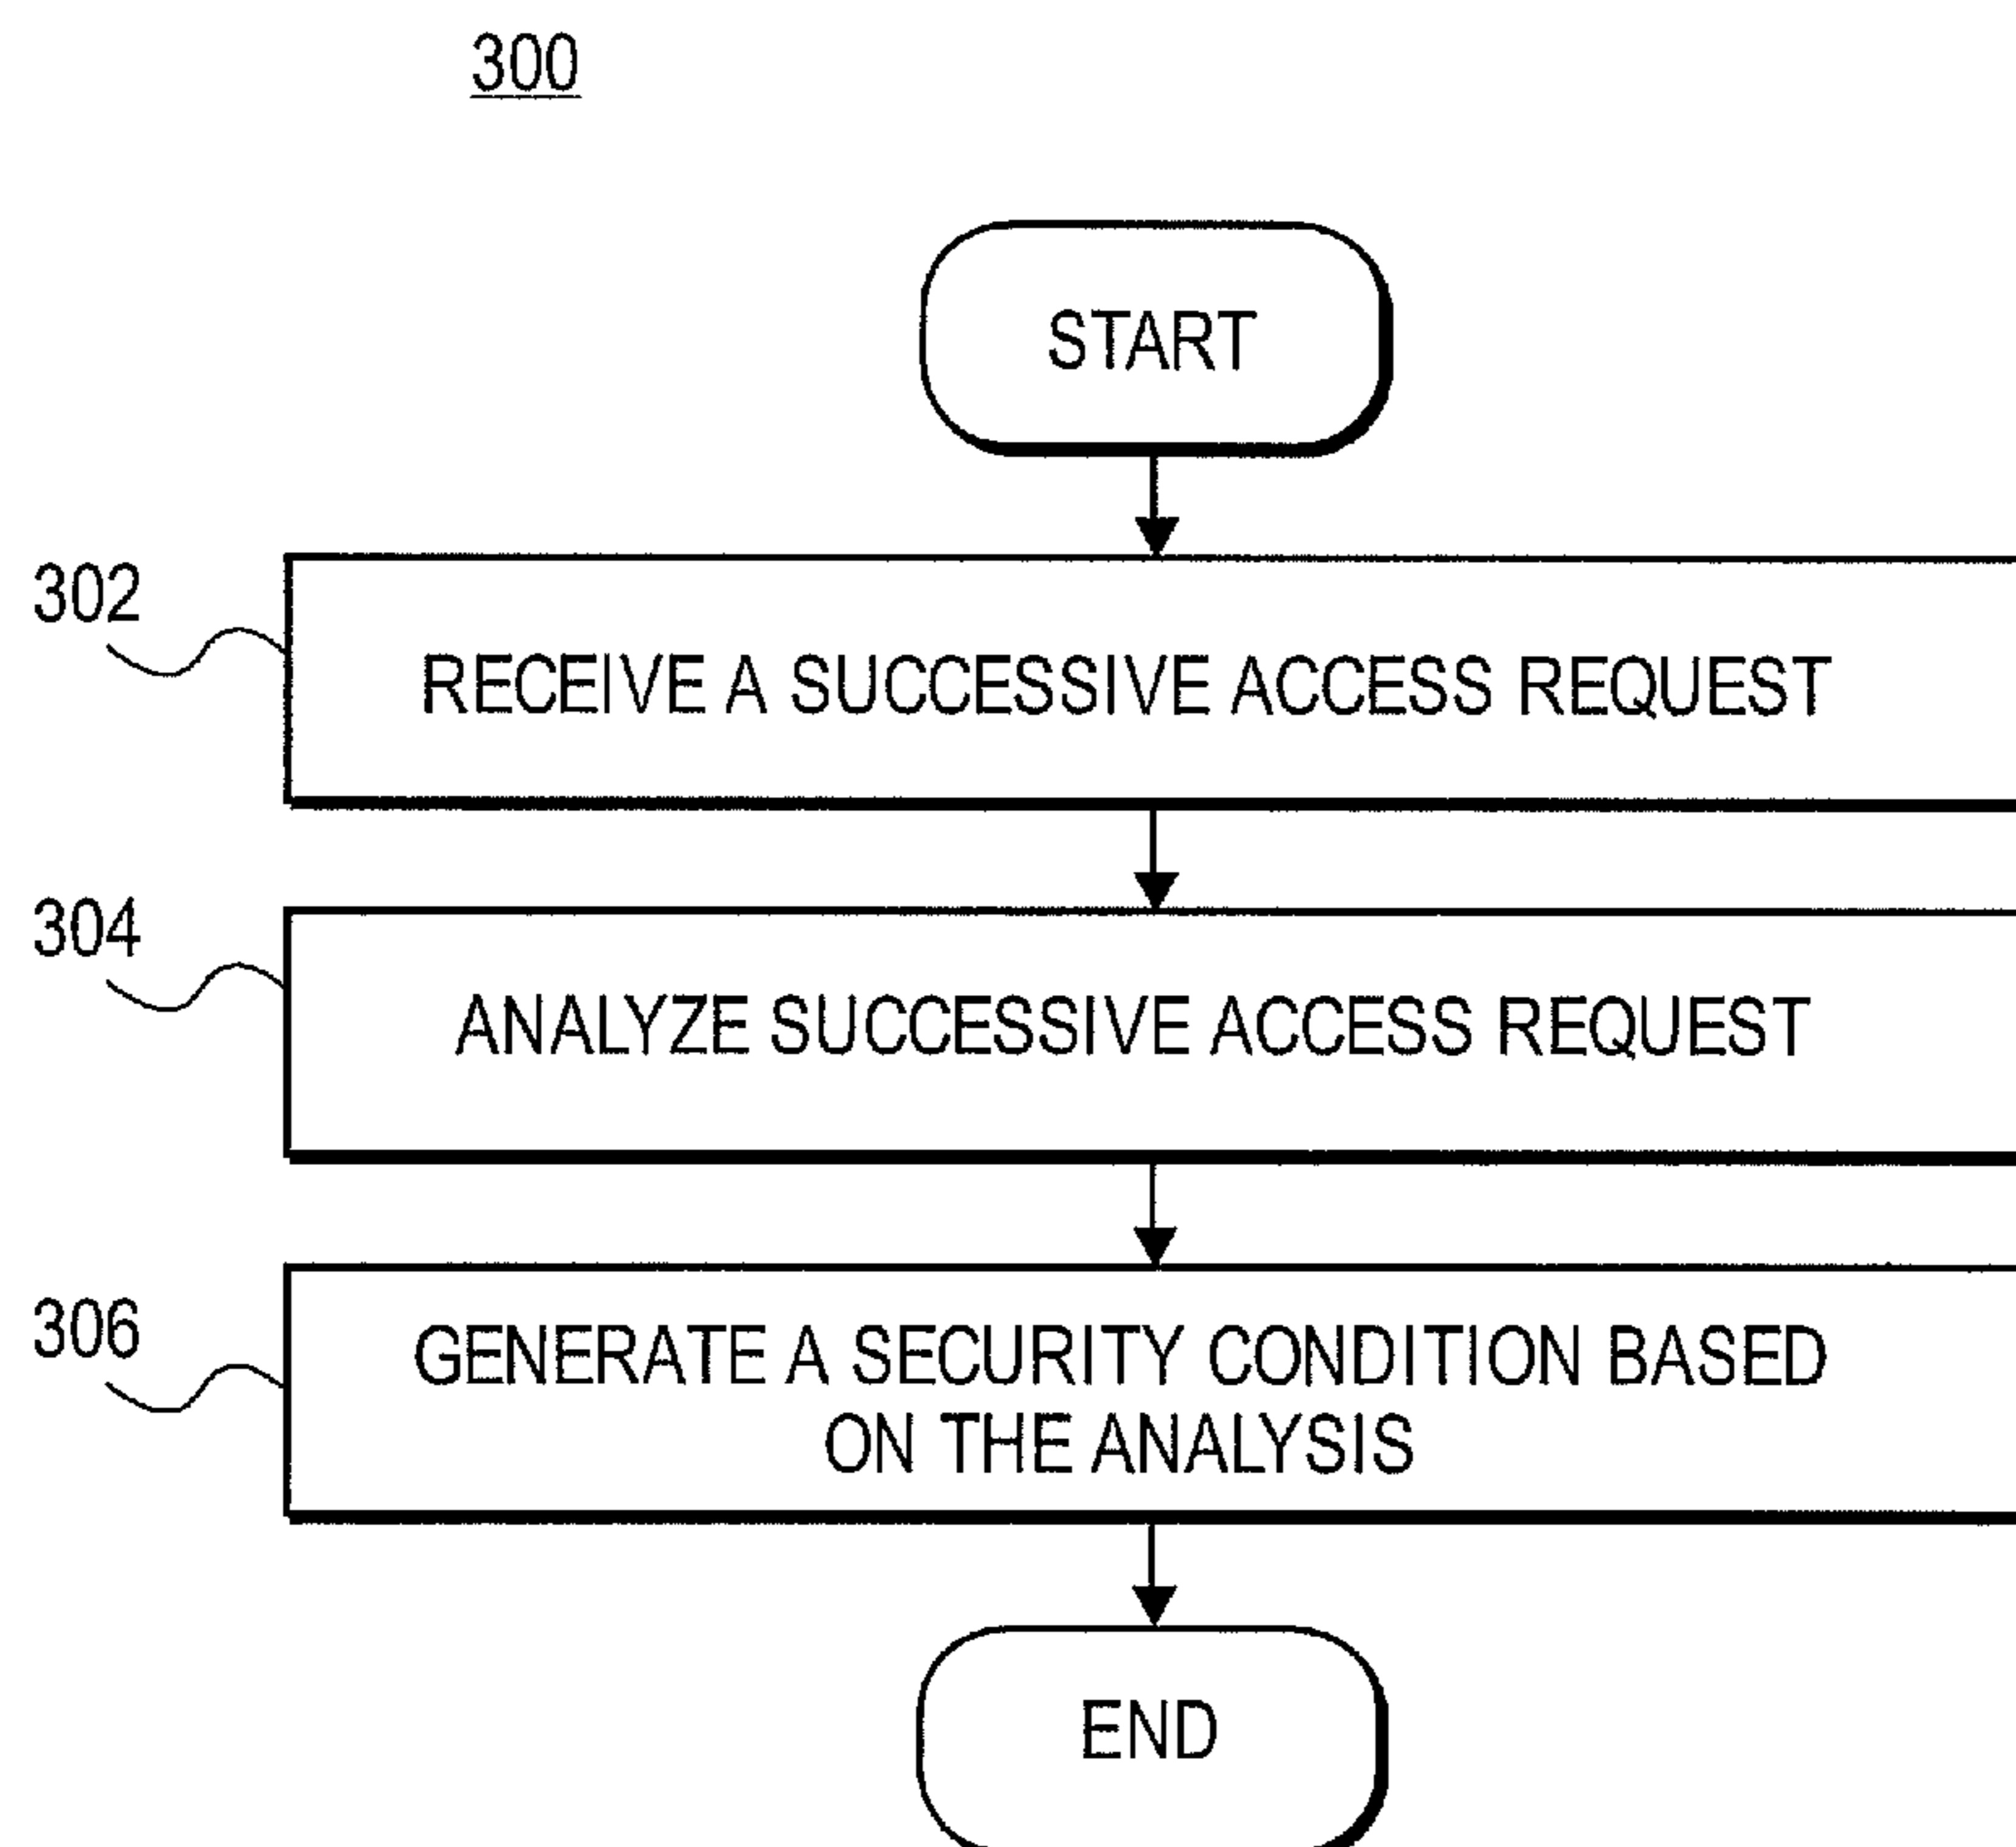 300
START
302
RECEIVE A SUCCESSIVE ACCESS REQUEST
304
ANALYZE SUCCESSIVE ACCESS REQUEST
306
GENERATE A SECURITY CONDITION BASED
ON THE ANALYSIS
END